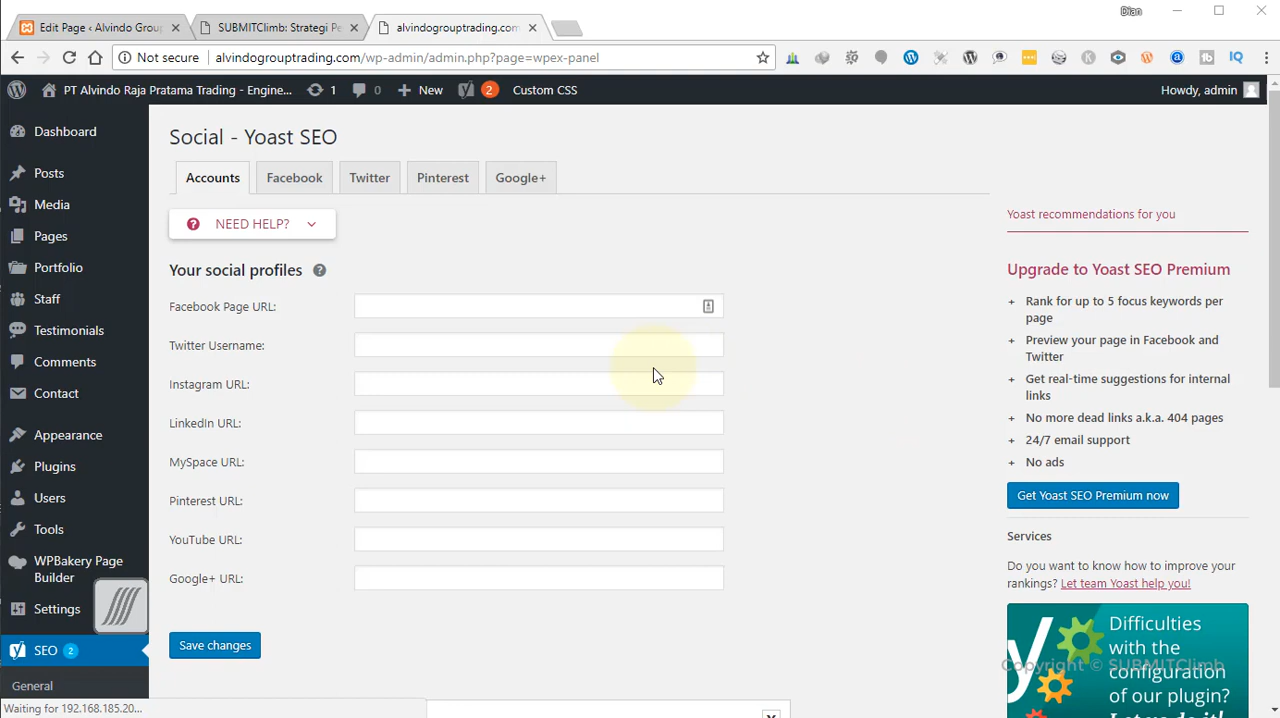 Dian
Edit Page ‹ Alvindo Grou
SUBMITClimb: Strategi Pe
alvindogrouptrading.com
Not secure
alvindogrouptrading.com/wp-admin/admin.php?page=wpex-panel
PT Alvindo Raja Pratama Trading - Engine...
1
0
New
2
Custom CSS
Howdy, admin
Dashboard
Posts
Media
Pages
Portfolio
Staff
Testimonials
Comments
Contact
Appearance
Plugins
Users
Tools
WPBakery Page
Builder
Settings
SEO 2
General
Waiting for 192.168.185.20...
Social - Yoast SEO
Accounts
Facebook
Twitter
Pinterest
Google+
NEED HELP?
Your social profiles
Facebook Page URL:
Twitter Username:
Instagram URL:
LinkedIn URL:
MySpace URL:
Pinterest URL:
YouTube URL:
Google+ URL:
Save changes
Yoast recommendations for you
Upgrade to Yoast SEO Premium
+ Rank for up to 5 focus keywords per
page
+ Preview your page in Facebook and
Twitter
+ Get real-time suggestions for internal
links
+ No more dead links a.k.a. 404 pages
+ 24/7 email support
+ No ads
Get Yoast SEO Premium now
Services
Do you want to know how to improve your
rankings? Let team Yoast help you!
Difficulties
with the
configuration
of our plugin?
Let us do it!
Copyright © SUBMITClimb